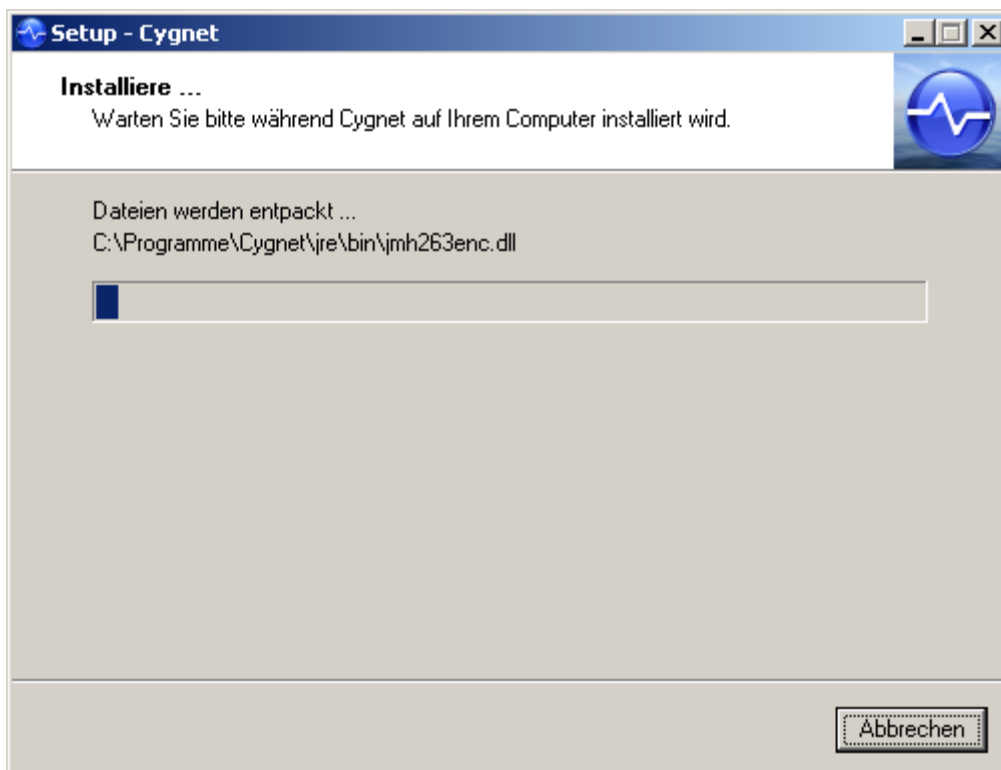 Setup - Cygnet
Installiere ...
Warten Sie bitte während Cygnet auf Ihrem Computer installiert wird.
Dateien werden entpackt ...
C:\Programme\Cygnet\jre\bin\jmh263enc.dll
Abbrechen